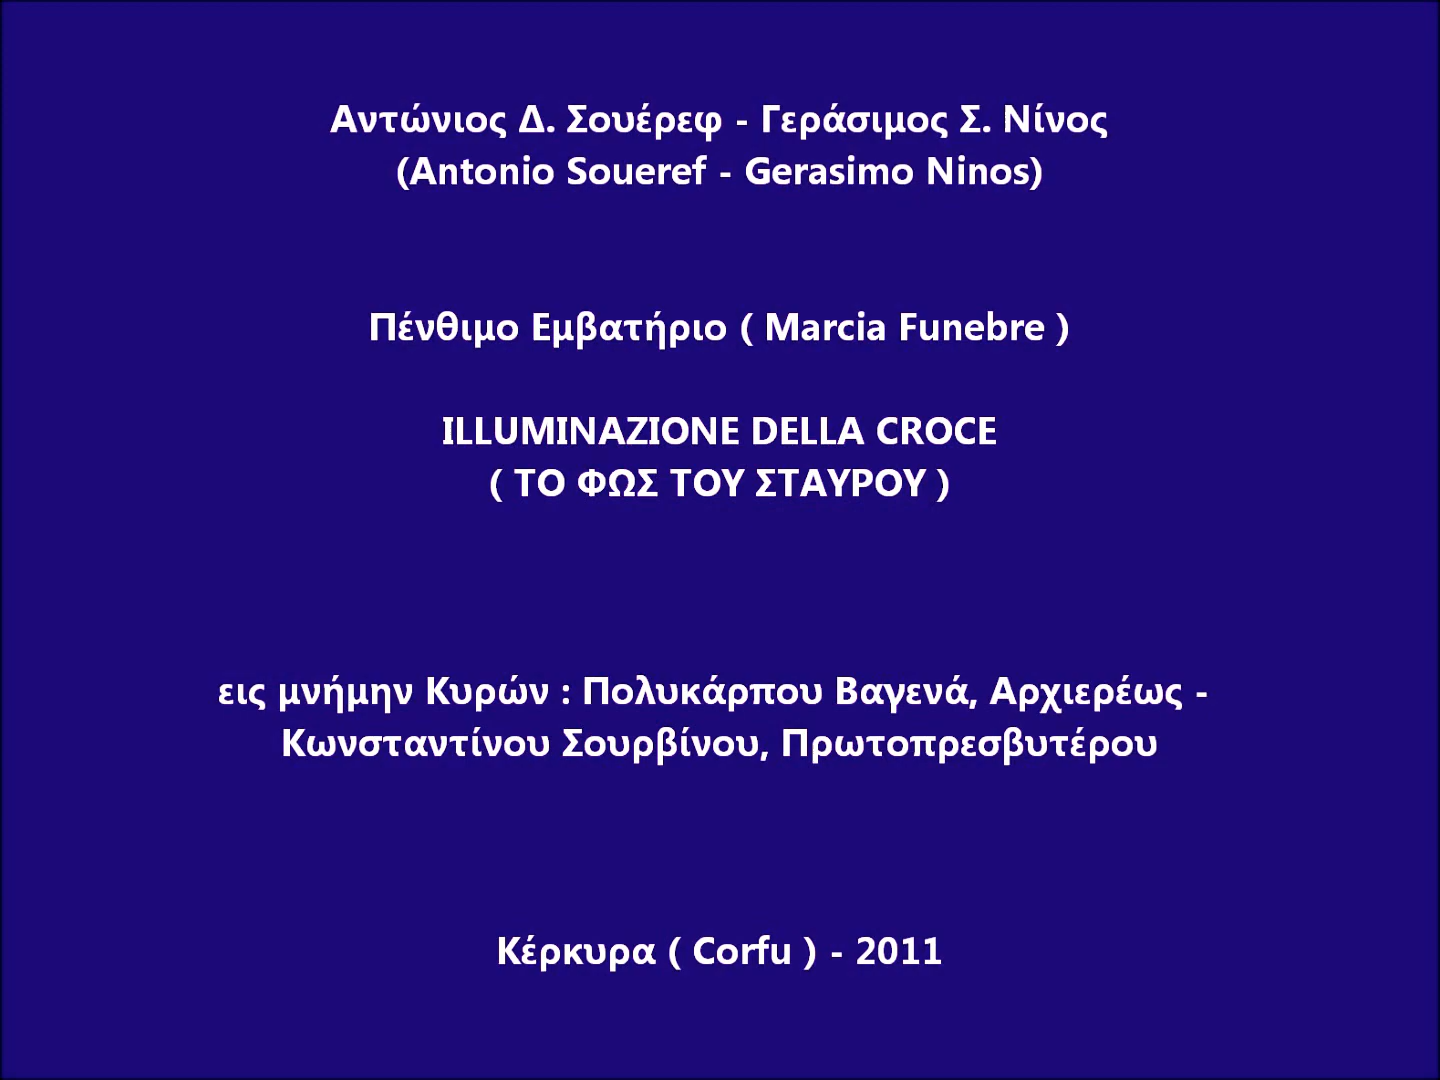 Αντώνιος Δ. Σουέρεφ - Γεράσιμος Σ. Νίνος
(Antonio Soueref - Gerasimo Ninos)
Πένθιμο Εμβατήριο ( Marcia Funebre )
ILLUMINAZIONE DELLA CROCE
( ΤΟ ΦΩΣ ΤΟΥ ΣΤΑΥΡΟΥ )
εις μνήμην Κυρών : Πολυκάρπου Βαγενά, Αρχιερέως -
Κωνσταντίνου Σουρβίνου, Πρωτοπρεσβυτέρου
Κέρκυρα ( Corfu ) - 2011